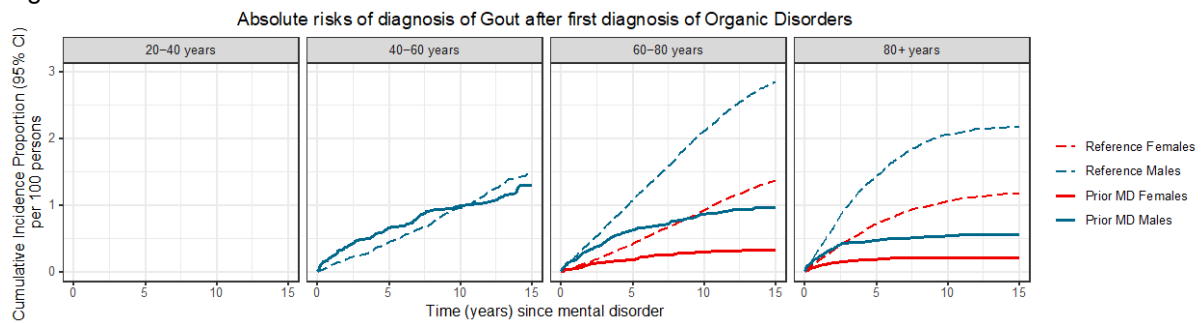 Absolute risks of diagnosis of Gout after first diagnosis of Organic Disorders
Cumulative Incidence Proportion (95% CI)
per 100 persons
20−40 years
40−60 years
60−80 years
80+ years
3
2
1
0
0 5 10 15
0 5 10 15
0 5 10 15
0 5 10 15
Time (years) since mental disorder
Reference Females
Reference Males
Prior MD Females
Prior MD Males